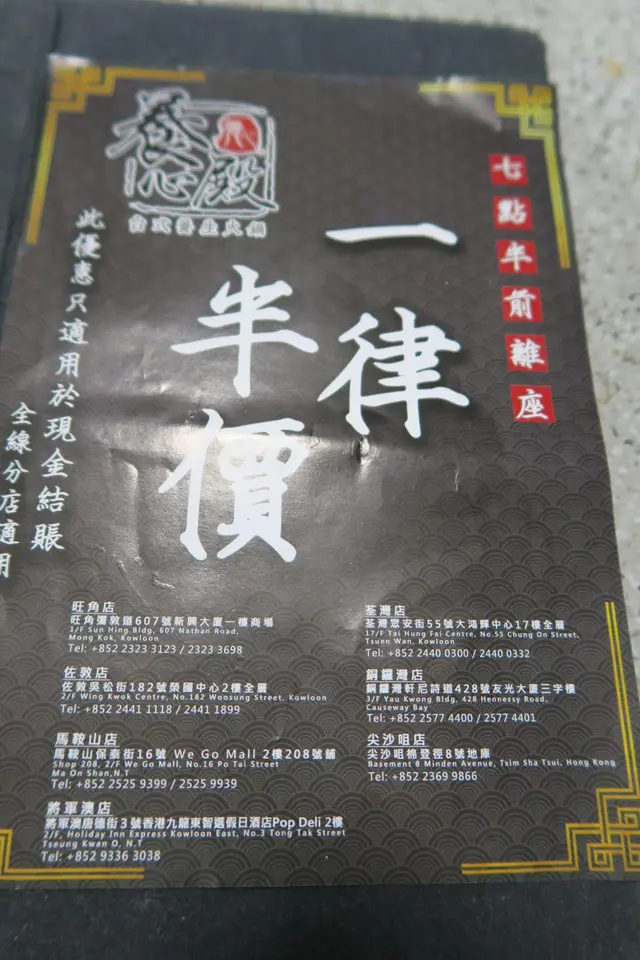 養心殿
台式養生火鍋
七點半前離座
一律
半價
此優惠只適用於現金結賬
全線分店適用
旺角店
旺角彌敦道607號新興大廈一樓商場
1/F Sun Hing Bldg, 607 Nathan Road,
Mong Kok, Kowloon
Tel: +852 2323 3123 / 2323 3698
佐敦店
佐敦吳松街182號榮國中心2樓全層
2/F Wing Kwok Centre, No.182 Woosung Street, Kowloon
Tel: +852 2441 1118 / 2441 1899
馬鞍山店
馬鞍山保泰街16號 We Go Mall 2樓208號舖
Shop 208, 2/F We Go Mall, No.16 Po Tai Street
Ma On Shan,N.T
Tel: +852 2525 9399 / 2525 9939
將軍澳店
將軍澳唐德街3號香港九龍東智選假日酒店Pop Deli 2樓
2/F, Holiday Inn Express Kowloon East, No.3 Tong Tak Street
Tseung Kwan O, N.T
Tel: +852 9336 3038
荃灣店
荃灣眾安街55號大鴻輝中心17樓全層
17/F Tai Hung Fai Centre, No.55 Chung On Street,
Tsuen Wan, Kowloon
Tel: +852 2440 0300 / 2440 0332
銅鑼灣店
銅鑼灣軒尼詩道428號友光大廈三字樓
3/F Yau Kwong Bldg, 428 Hennessy Road,
Causeway Bay
Tel: +852 2577 4400 / 2577 4401
尖沙咀店
尖沙咀棉登徑8號地庫
Basement 8 Minden Avenue, Tsim Sha Tsui, Hong Kong
Tel: +852 2369 9866